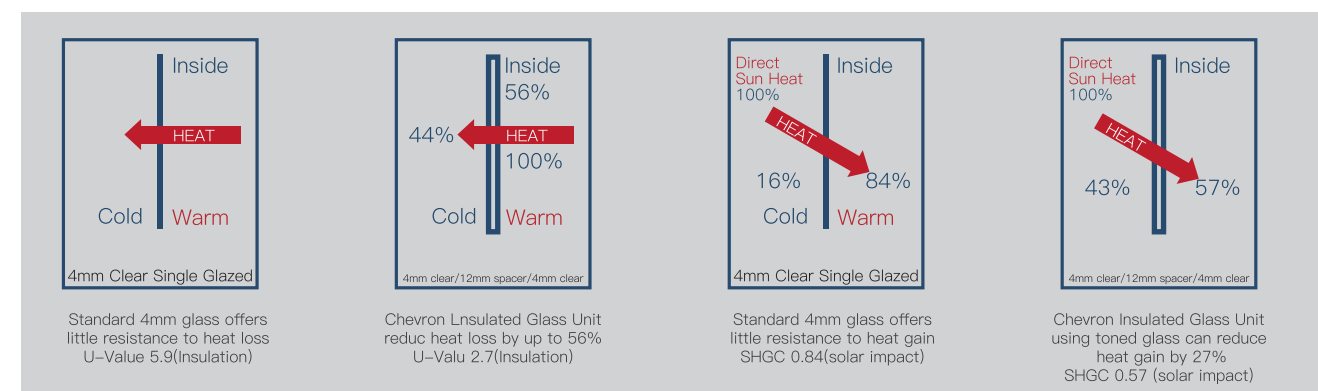 Inside
HEAT
Cold
Warm
4mm Clear Single Glazed
Standard 4mm glass offers
little resistance to heat loss
U-Value 5.9(Insulation)
Inside
56%
44%
HEAT
100%
Cold
Warm
4mm clear/12mm spacer/4mm clear
Chevron Lnsulated Glass Unit
reduc heat loss by up to 56%
U-Valu 2.7(Insulation)
Direct
Sun Heat
100%
Inside
HEAT
16%
84%
Cold
Warm
4mm Clear Single Glazed
Standard 4mm glass offers
little resistance to heat gain
SHGC 0.84(solar impact)
Direct
Sun Heat
100%
Inside
HEAT
43%
57%
4mm clear/12mm spacer/4mm clear
Chevron Insulated Glass Unit
using toned glass can reduce
heat gain by 27%
SHGC 0.57 (solar impact)